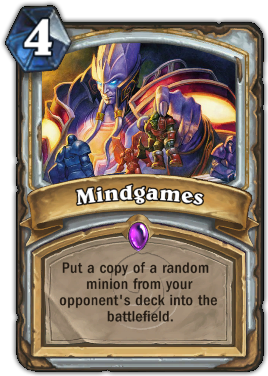 4
Mindgames
Put a copy of a random
minion from your
opponent's deck into the
battlefield.